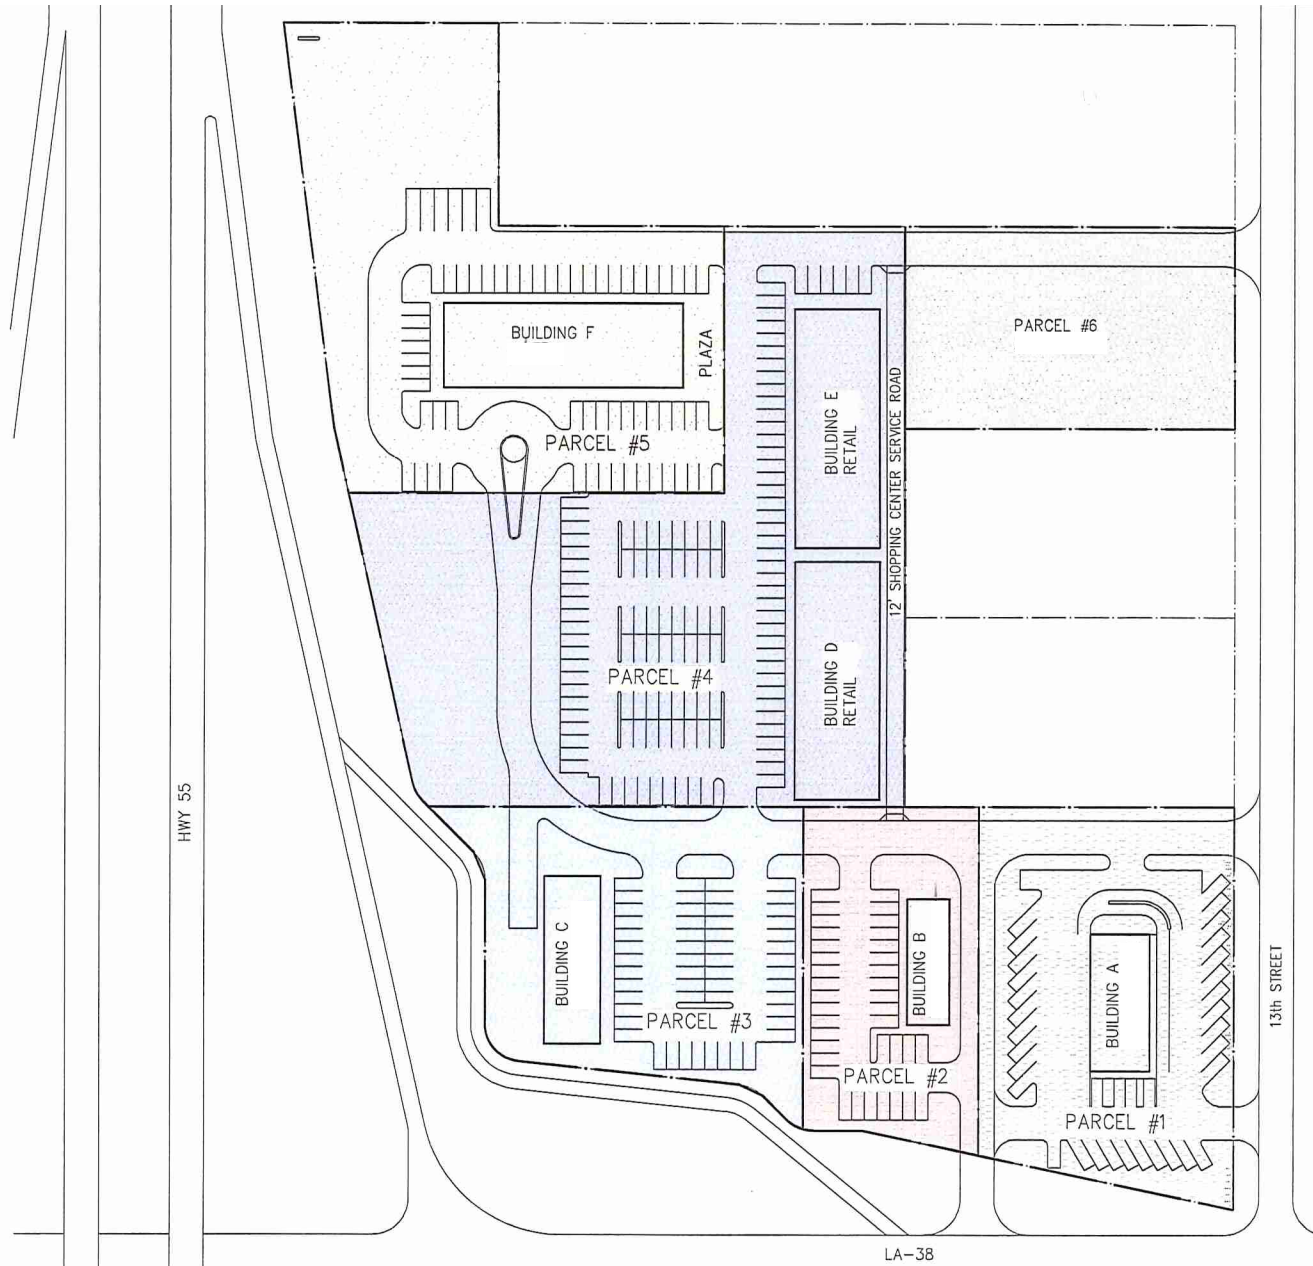 BUILDING F
PLAZA
PARCEL #6
PARCEL #5
BUILDING E
RETAIL
12' SHOPPING CENTER SERVICE ROAD
PARCEL #4
BUILDING D
RETAIL
HWY 55
BUILDING C
PARCEL #3
BUILDING B
PARCEL #2
BUILDING A
PARCEL #1
13th STREET
LA-38